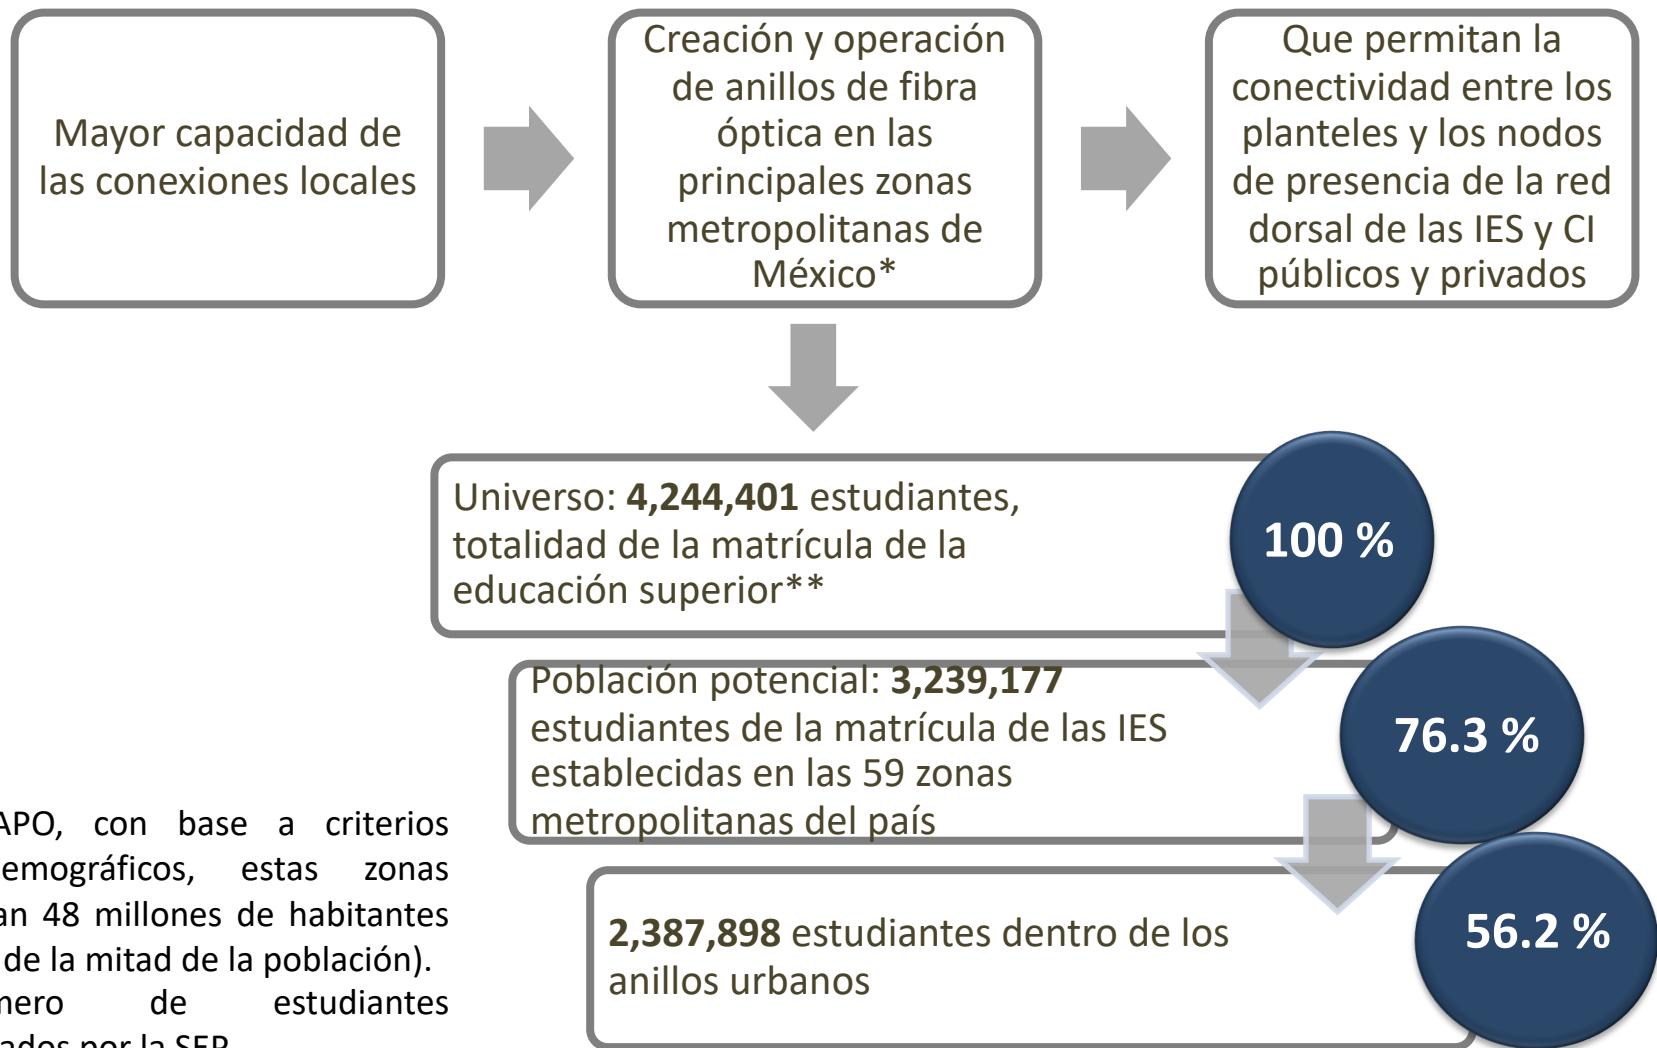 Mayor capacidad de
las conexiones locales
Creación y operación
de anillos de fibra
óptica en las
principales zonas
metropolitanas de
México*
Que permitan la
conectividad entre los
planteles y los nodos
de presencia de la red
dorsal de las IES y CI
públicos y privados
Universo: 4,244,401 estudiantes,
totalidad de la matrícula de la
educación superior**
100 %
Población potencial: 3,239,177
estudiantes de la matrícula de las IES
establecidas en las 59 zonas
metropolitanas del país
76.3 %
2,387,898 estudiantes dentro de los
anillos urbanos
56.2 %
APO, con base a criterios
emográficos, estas zonas
an 48 millones de habitantes
de la mitad de la población).
mero de estudiantes
ados por la SEP